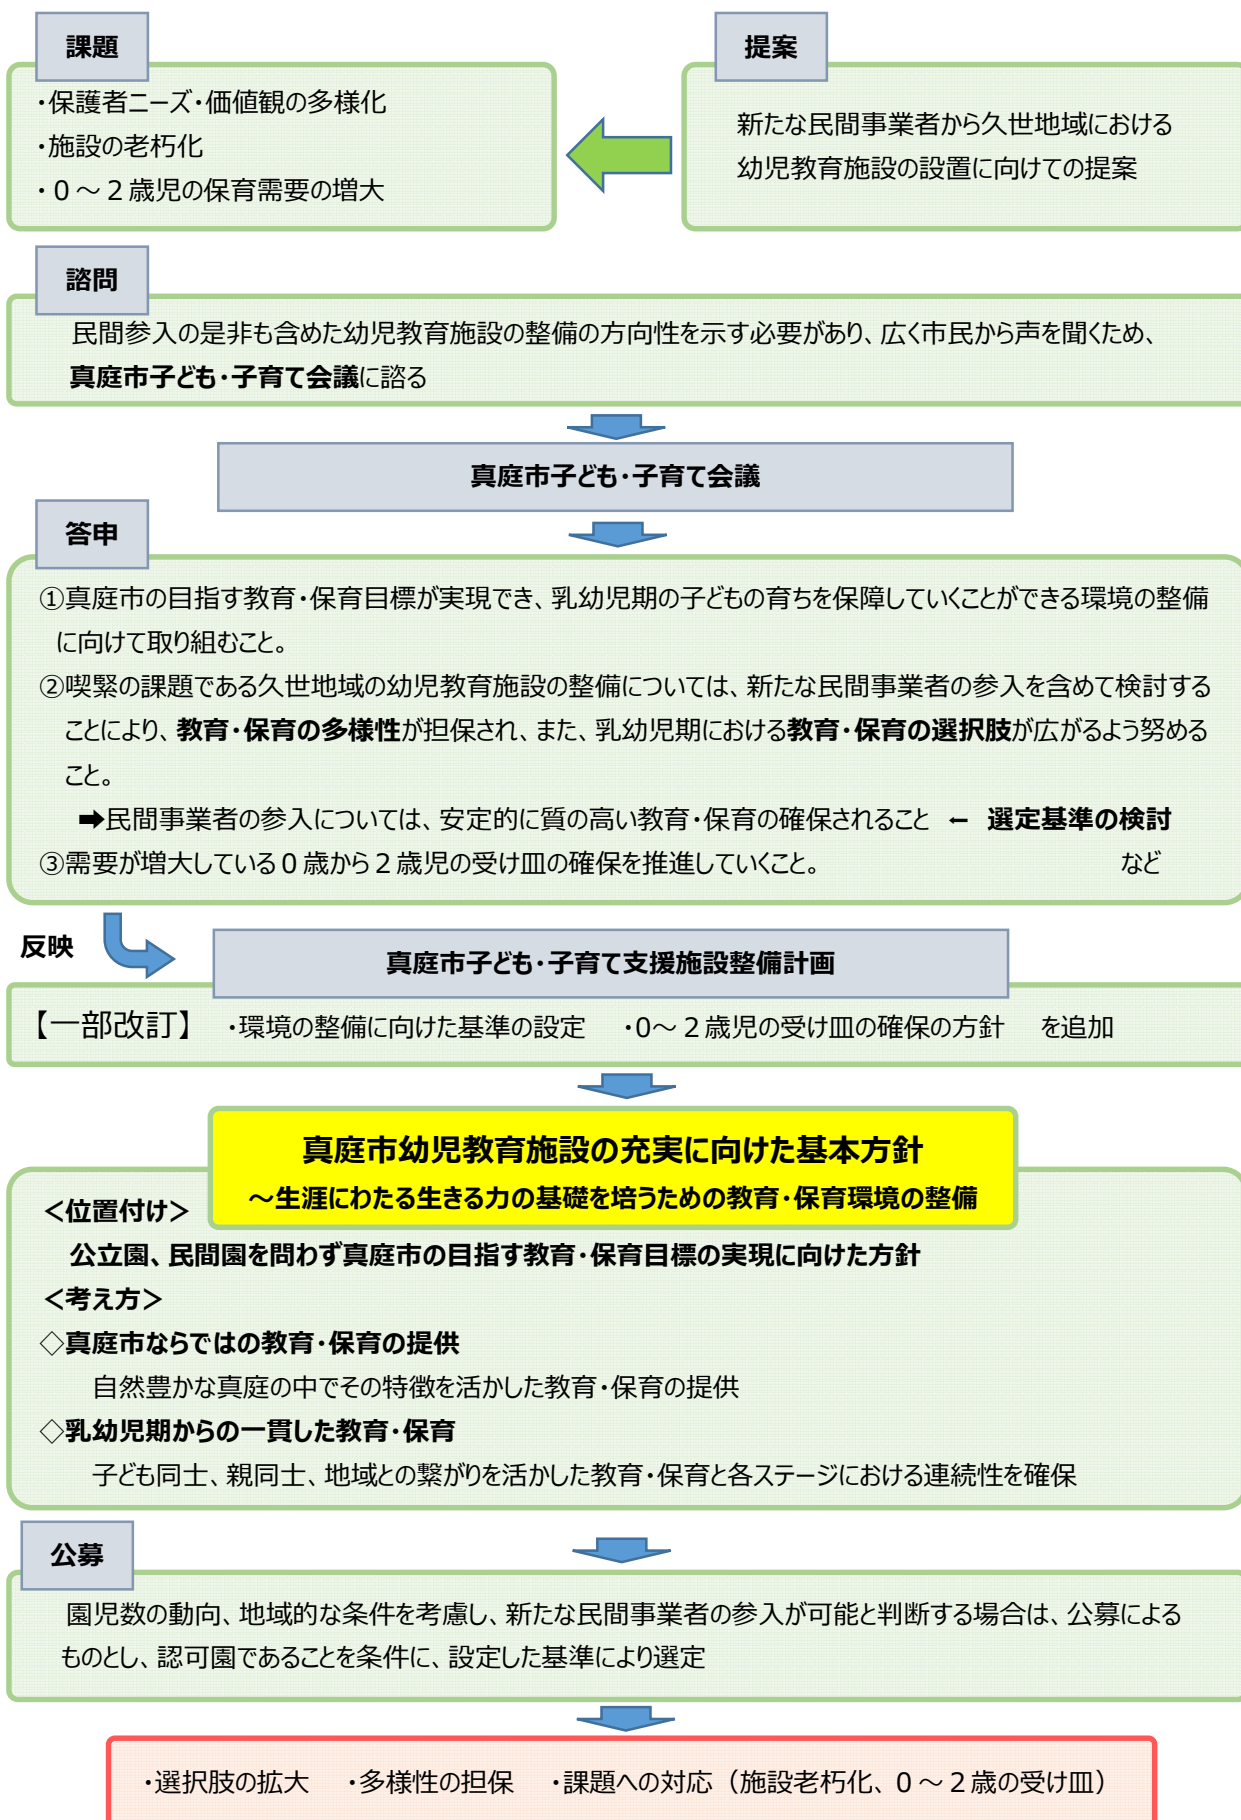 課題
・保護者ニーズ・価値観の多様化
・施設の老朽化
・０～２歳児の保育需要の増大
提案
新たな民間事業者から久世地域における
幼児教育施設の設置に向けての提案
諮問
民間参入の是非も含めた幼児教育施設の整備の方向性を示す必要があり、広く市民から声を聞くため、
真庭市子ども・子育て会議に諮る
真庭市子ども・子育て会議
答申
①真庭市の目指す教育・保育目標が実現でき、乳幼児期の子どもの育ちを保障していくことができる環境の整備
に向けて取り組むこと。
②喫緊の課題である久世地域の幼児教育施設の整備については、新たな民間事業者の参入を含めて検討する
ことにより、教育・保育の多様性が担保され、また、乳幼児期における教育・保育の選択肢が広がるよう努める
こと。
➡民間事業者の参入については、安定的に質の高い教育・保育の確保されること ← 選定基準の検討
③需要が増大している０歳から２歳児の受け皿の確保を推進していくこと。 など
反映
真庭市子ども・子育て支援施設整備計画
【一部改訂】 ・環境の整備に向けた基準の設定 ・0～２歳児の受け皿の確保の方針 を追加
真庭市幼児教育施設の充実に向けた基本方針
～生涯にわたる生きる力の基礎を培うための教育・保育環境の整備
＜位置付け＞
公立園、民間園を問わず真庭市の目指す教育・保育目標の実現に向けた方針
＜考え方＞
◇真庭市ならではの教育・保育の提供
自然豊かな真庭の中でその特徴を活かした教育・保育の提供
◇乳幼児期からの一貫した教育・保育
子ども同士、親同士、地域との繋がりを活かした教育・保育と各ステージにおける連続性を確保
公募
園児数の動向、地域的な条件を考慮し、新たな民間事業者の参入が可能と判断する場合は、公募による
ものとし、認可園であることを条件に、設定した基準により選定
・選択肢の拡大 ・多様性の担保 ・課題への対応（施設老朽化、０～２歳の受け皿）